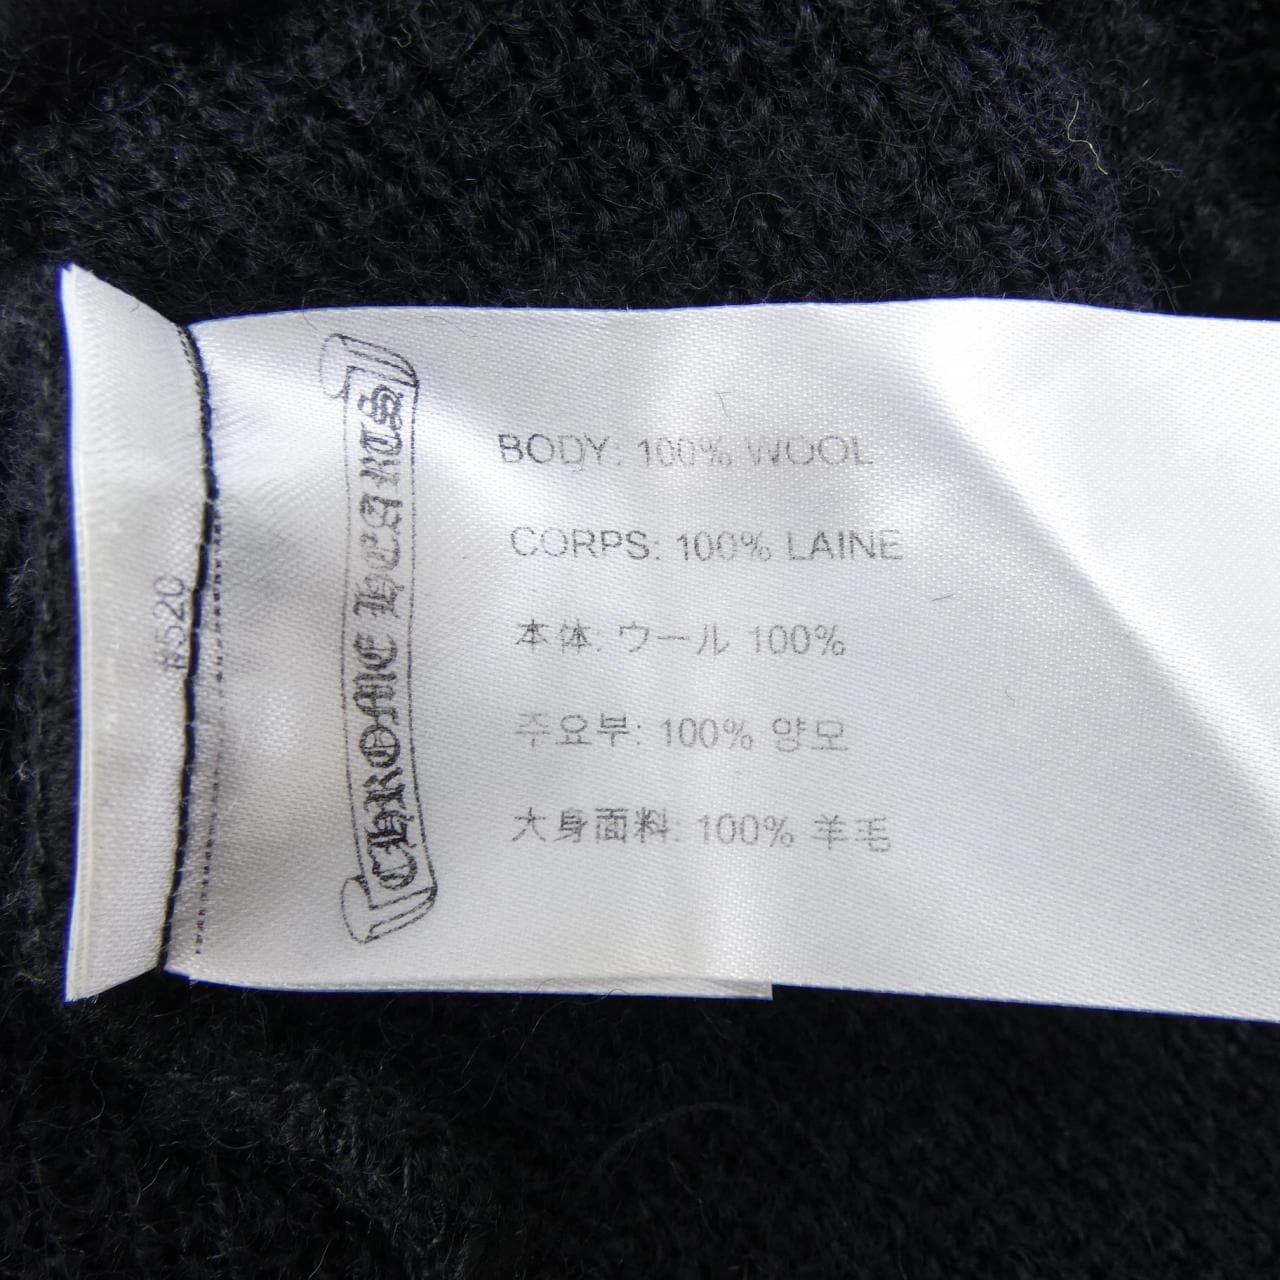 #520
CHROME HEARTS
BODY: 100% WOOL
CORPS: 100% LAINE
本体: ウール 100%
주요부: 100% 양모
大身面料: 100% 羊毛